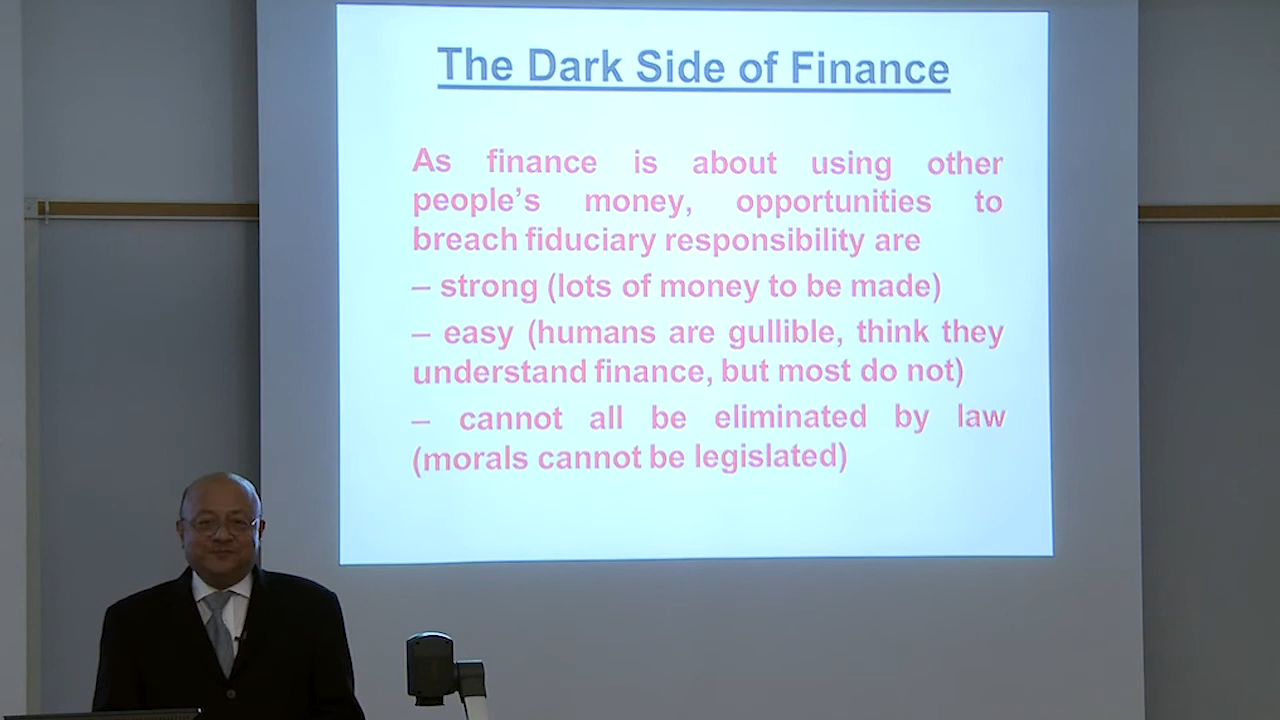 The Dark Side of Finance
As finance is about using other
people’s money, opportunities to
breach fiduciary responsibility are
– strong (lots of money to be made)
– easy (humans are gullible, think they
understand finance, but most do not)
– cannot all be eliminated by law
(morals cannot be legislated)